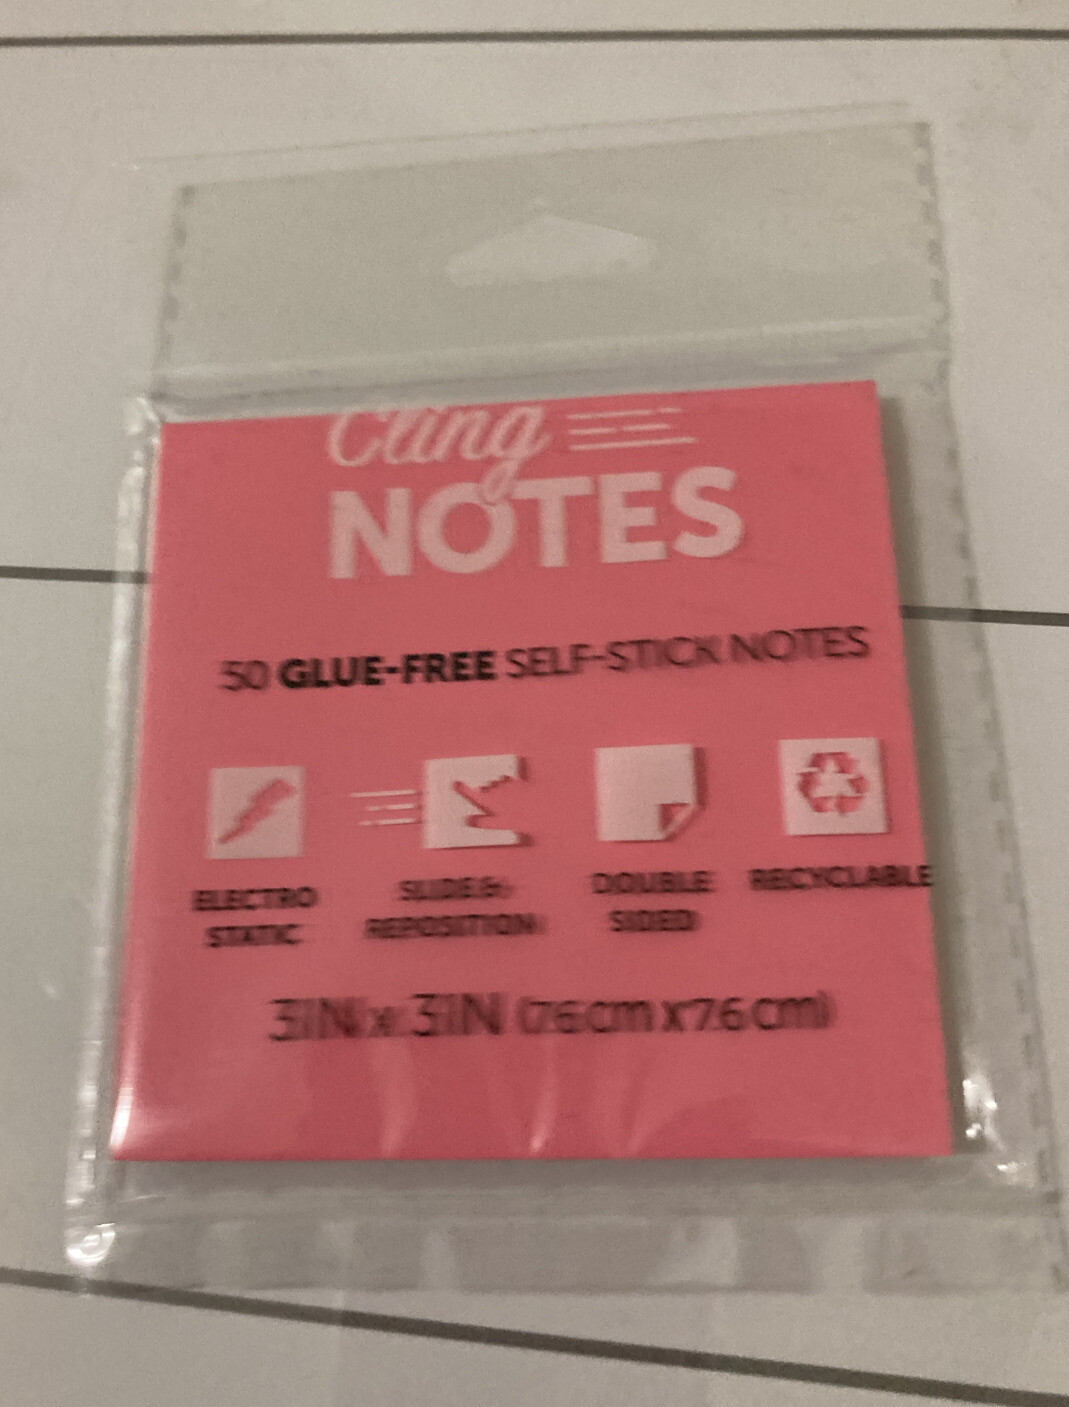 Cling
NOTES
50 GLUE-FREE SELF-STICK NOTES
ELECTRO
STATIC
SLIDE &
REPOSITION
DOUBLE
SIDED
RECYCLABLE
3IN x 3IN (7.6 cm x 7.6 cm)